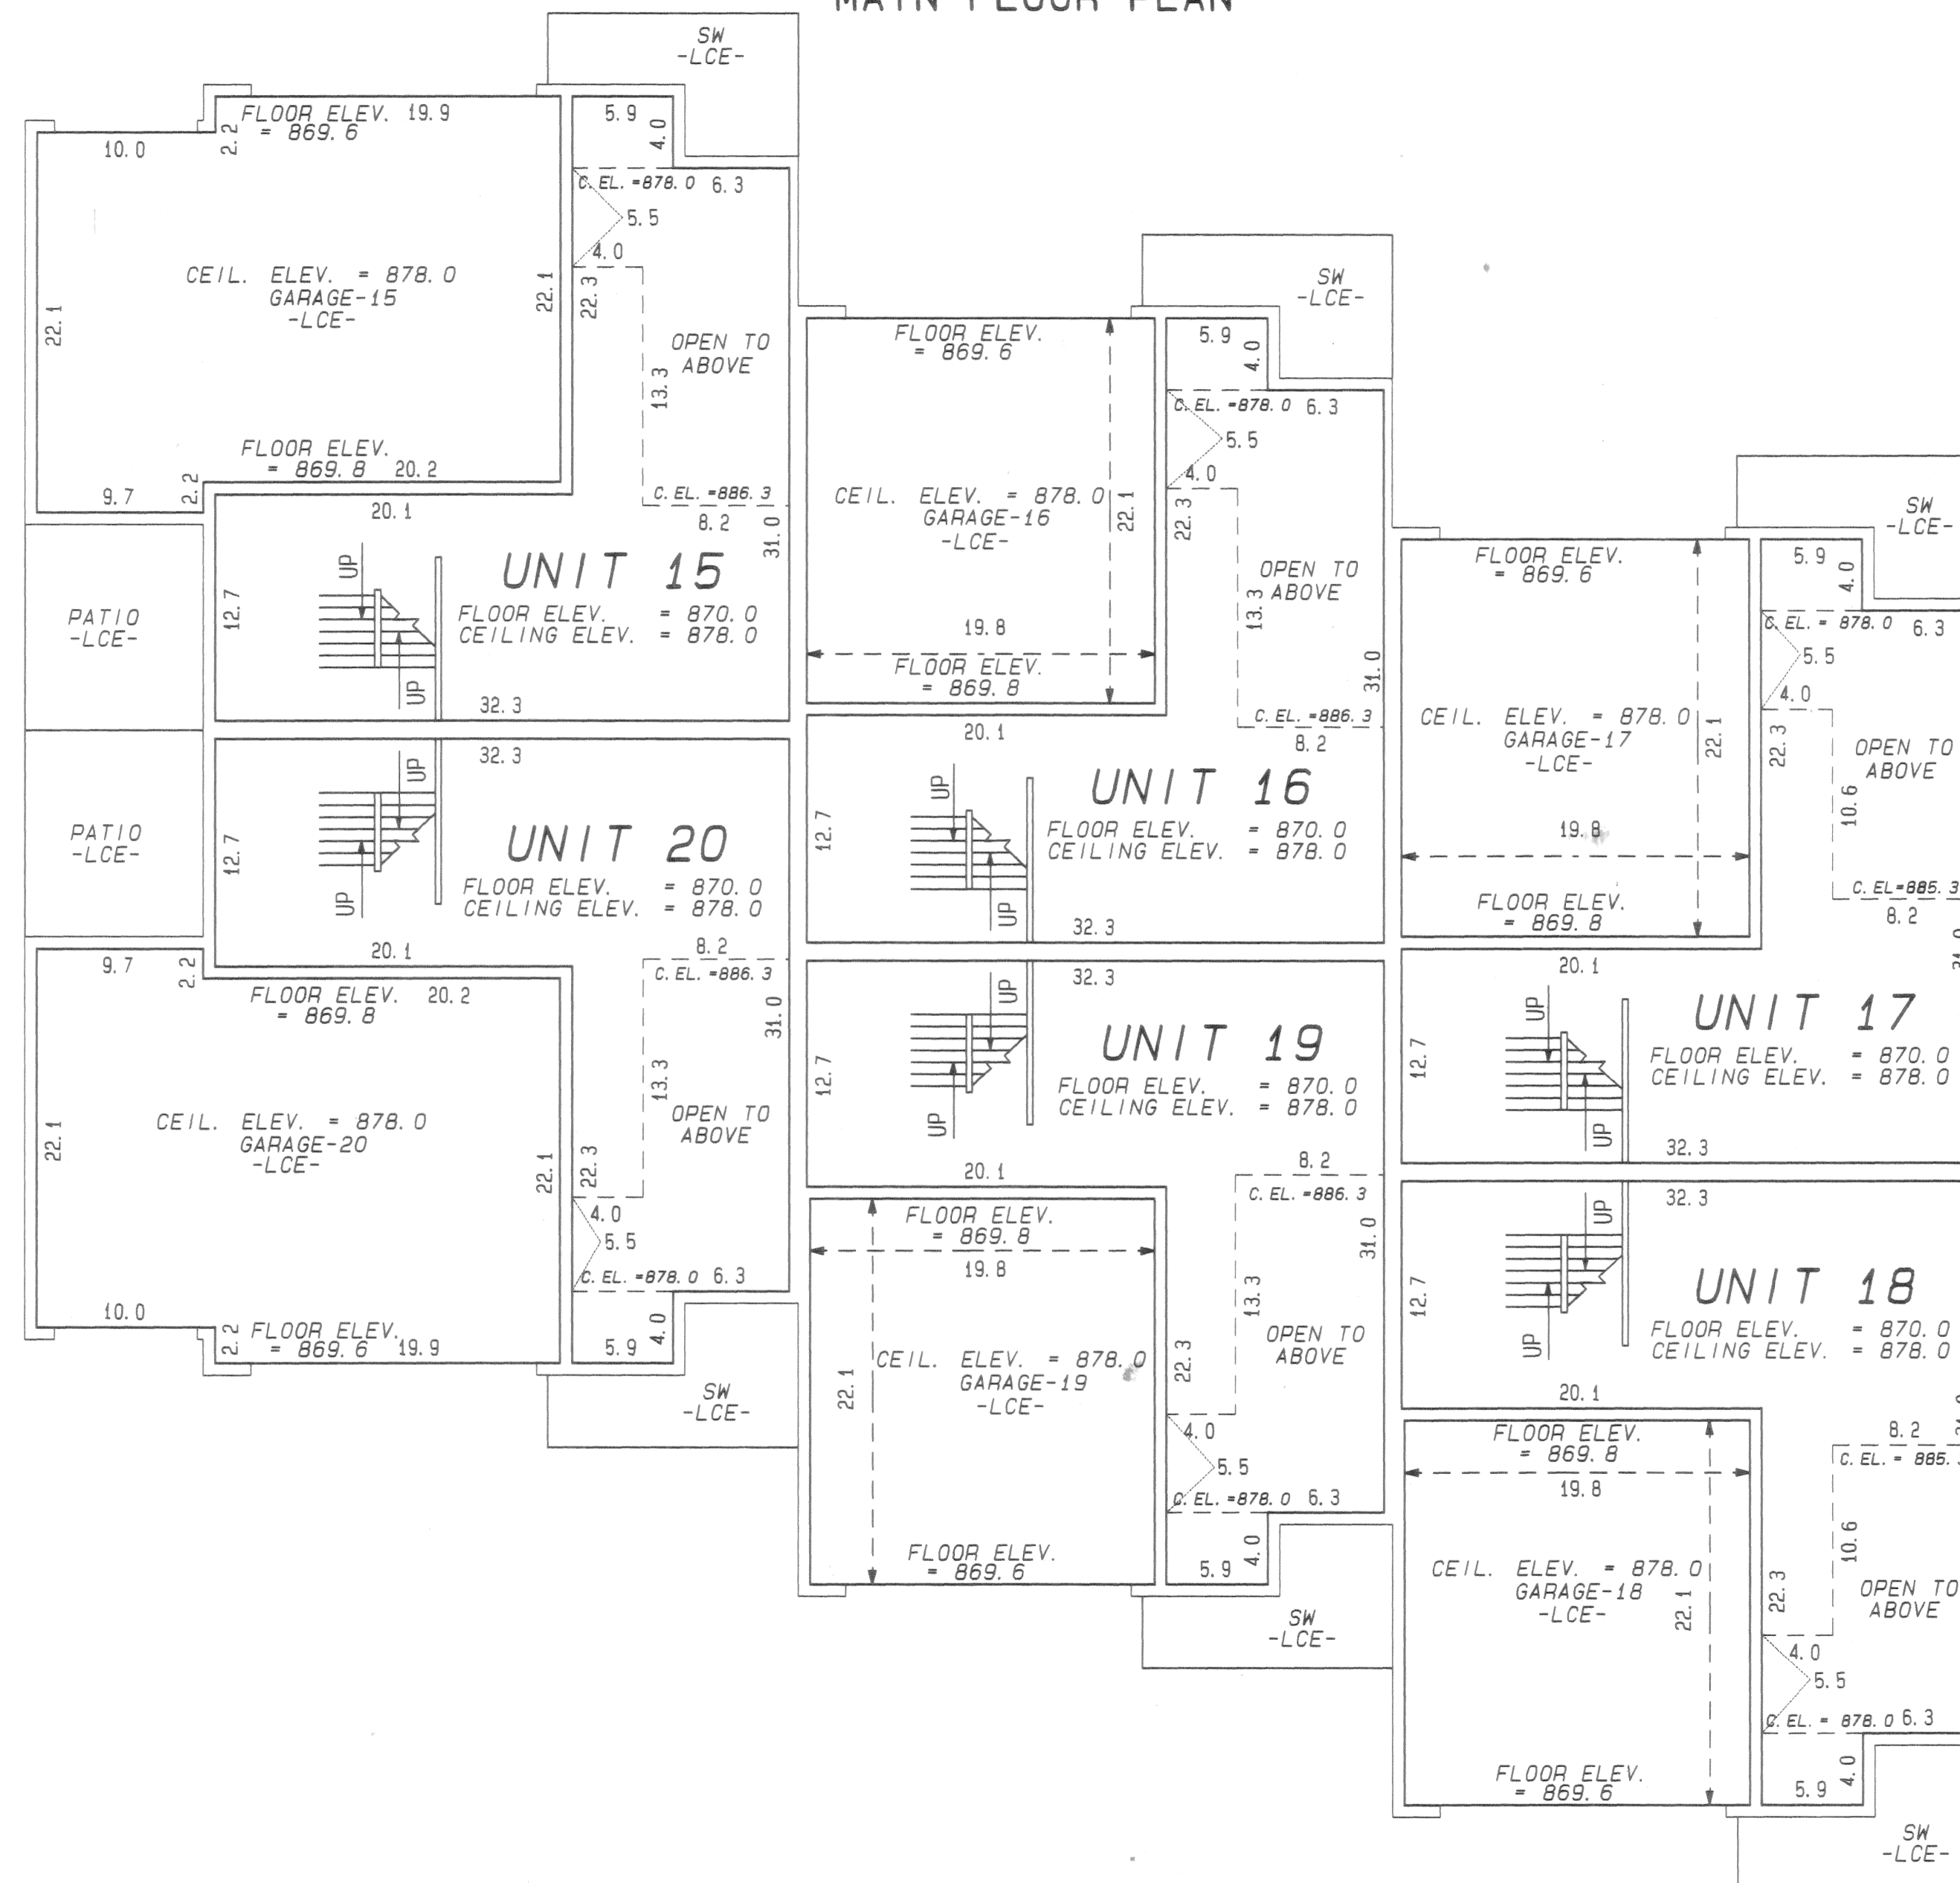 MAIN FLOOR PLAN
SW
-LCE-
FLOOR ELEV. 19.9
= 869.6
10.0
2.2
5.9
4.0
C. EL. =878.0 6.3
5.5
4.0
CEIL. ELEV. = 878.0
GARAGE-15
-LCE-
22.1
22.1
22.3
OPEN TO
ABOVE
13.3
FLOOR ELEV.
= 869.8 20.2
9.7
2.2
C. EL. =886.3
8.2
20.1
31.0
UNIT 15
FLOOR ELEV. = 870.0
CEILING ELEV. = 878.0
UP
UP
12.7
32.3
PATIO
-LCE-
SW
-LCE-
FLOOR ELEV.
= 869.6
5.9
4.0
C. EL. =878.0 6.3
5.5
4.0
CEIL. ELEV. = 878.0
GARAGE-16
-LCE-
22.1
22.3
OPEN TO
ABOVE
13.3
19.8
FLOOR ELEV.
= 869.8
31.0
C. EL. =886.3
8.2
20.1
UNIT 16
FLOOR ELEV. = 870.0
CEILING ELEV. = 878.0
UP
UP
12.7
32.3
SW
-LCE-
FLOOR ELEV.
= 869.6
5.9
4.0
C. EL. = 878.0 6.3
5.5
4.0
CEIL. ELEV. = 878.0
GARAGE-17
-LCE-
22.1
22.3
OPEN TO
ABOVE
10.6
19.8
FLOOR ELEV.
= 869.8
C. EL=885.3
8.2
20.1
UNIT 17
FLOOR ELEV. = 870.0
CEILING ELEV. = 878.0
UP
UP
12.7
32.3
PATIO
-LCE-
32.3
UP
UP
12.7
UNIT 20
FLOOR ELEV. = 870.0
CEILING ELEV. = 878.0
20.1
8.2
C. EL. =886.3
31.0
9.7
2.2
FLOOR ELEV. 20.2
= 869.8
13.3
OPEN TO
ABOVE
CEIL. ELEV. = 878.0
GARAGE-20
-LCE-
22.1
22.1
22.3
4.0
5.5
C. EL. =878.0 6.3
10.0
2.2
FLOOR ELEV.
= 869.6 19.9
5.9
4.0
SW
-LCE-
32.3
UP
UP
12.7
UNIT 19
FLOOR ELEV. = 870.0
CEILING ELEV. = 878.0
20.1
8.2
C. EL. =886.3
31.0
FLOOR ELEV.
= 869.8
19.8
13.3
OPEN TO
ABOVE
CEIL. ELEV. = 878.0
GARAGE-19
-LCE-
22.1
22.3
4.0
5.5
C. EL. =878.0 6.3
FLOOR ELEV.
= 869.6
5.9
4.0
SW
-LCE-
32.3
UP
UP
12.7
UNIT 18
FLOOR ELEV. = 870.0
CEILING ELEV. = 878.0
20.1
8.2
C. EL. = 885.
FLOOR ELEV.
= 869.8
19.8
10.6
OPEN TO
ABOVE
CEIL. ELEV. = 878.0
GARAGE-18
-LCE-
22.1
22.3
4.0
5.5
C. EL. = 878.0 6.3
FLOOR ELEV.
= 869.6
5.9
4.0
SW
-LCE-